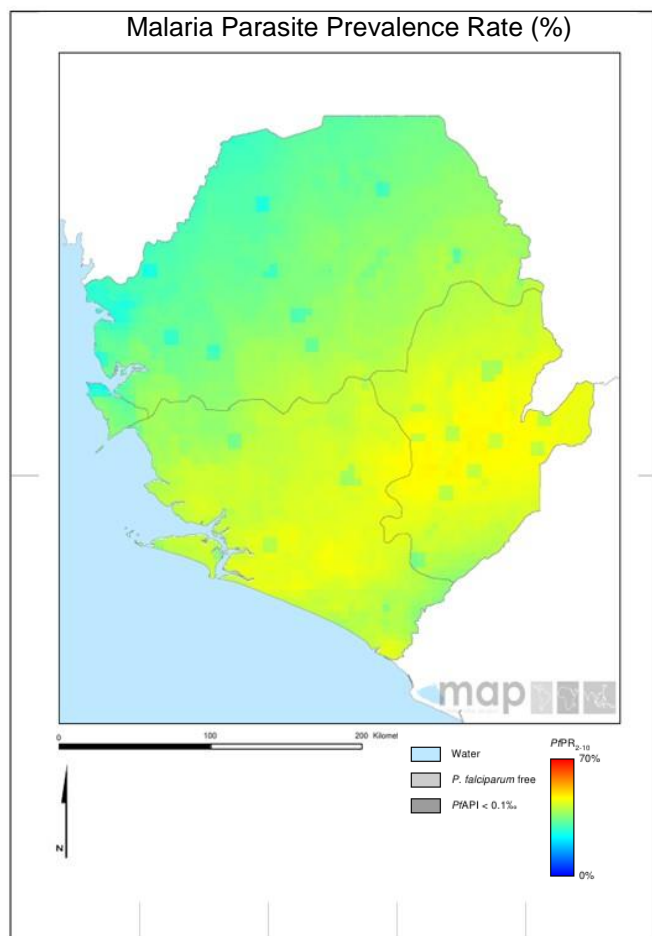 Malaria Parasite Prevalence Rate (%)
map
0 100 200 Kilomet
Water
P. falciparum free
PfAPI < 0.1‰
PfPR2-10
70%
0%
N